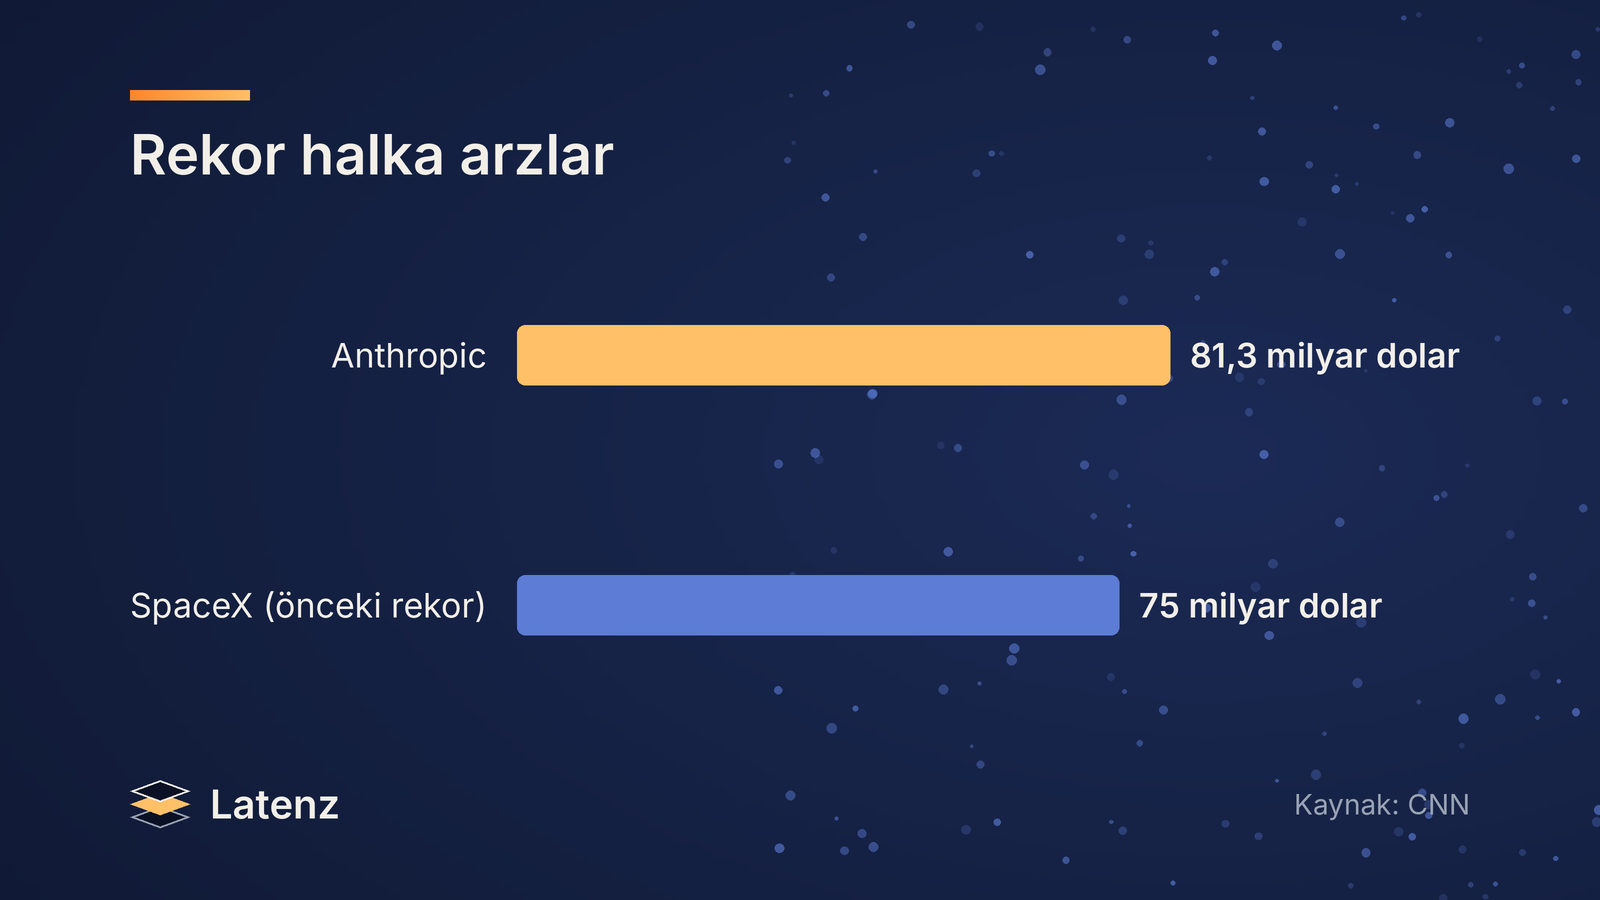 Rekor halka arzlar
Anthropic 81,3 milyar dolar
SpaceX (önceki rekor) 75 milyar dolar
Latenz
Kaynak: CNN